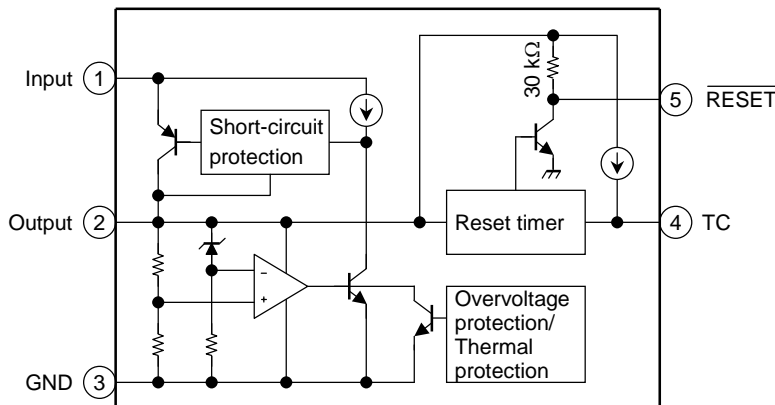 Input 1
Short-circuit
protection
30 kΩ
5 RESET
Output 2
Reset timer
4 TC
-
+
Overvoltage
protection/
Thermal
protection
GND 3